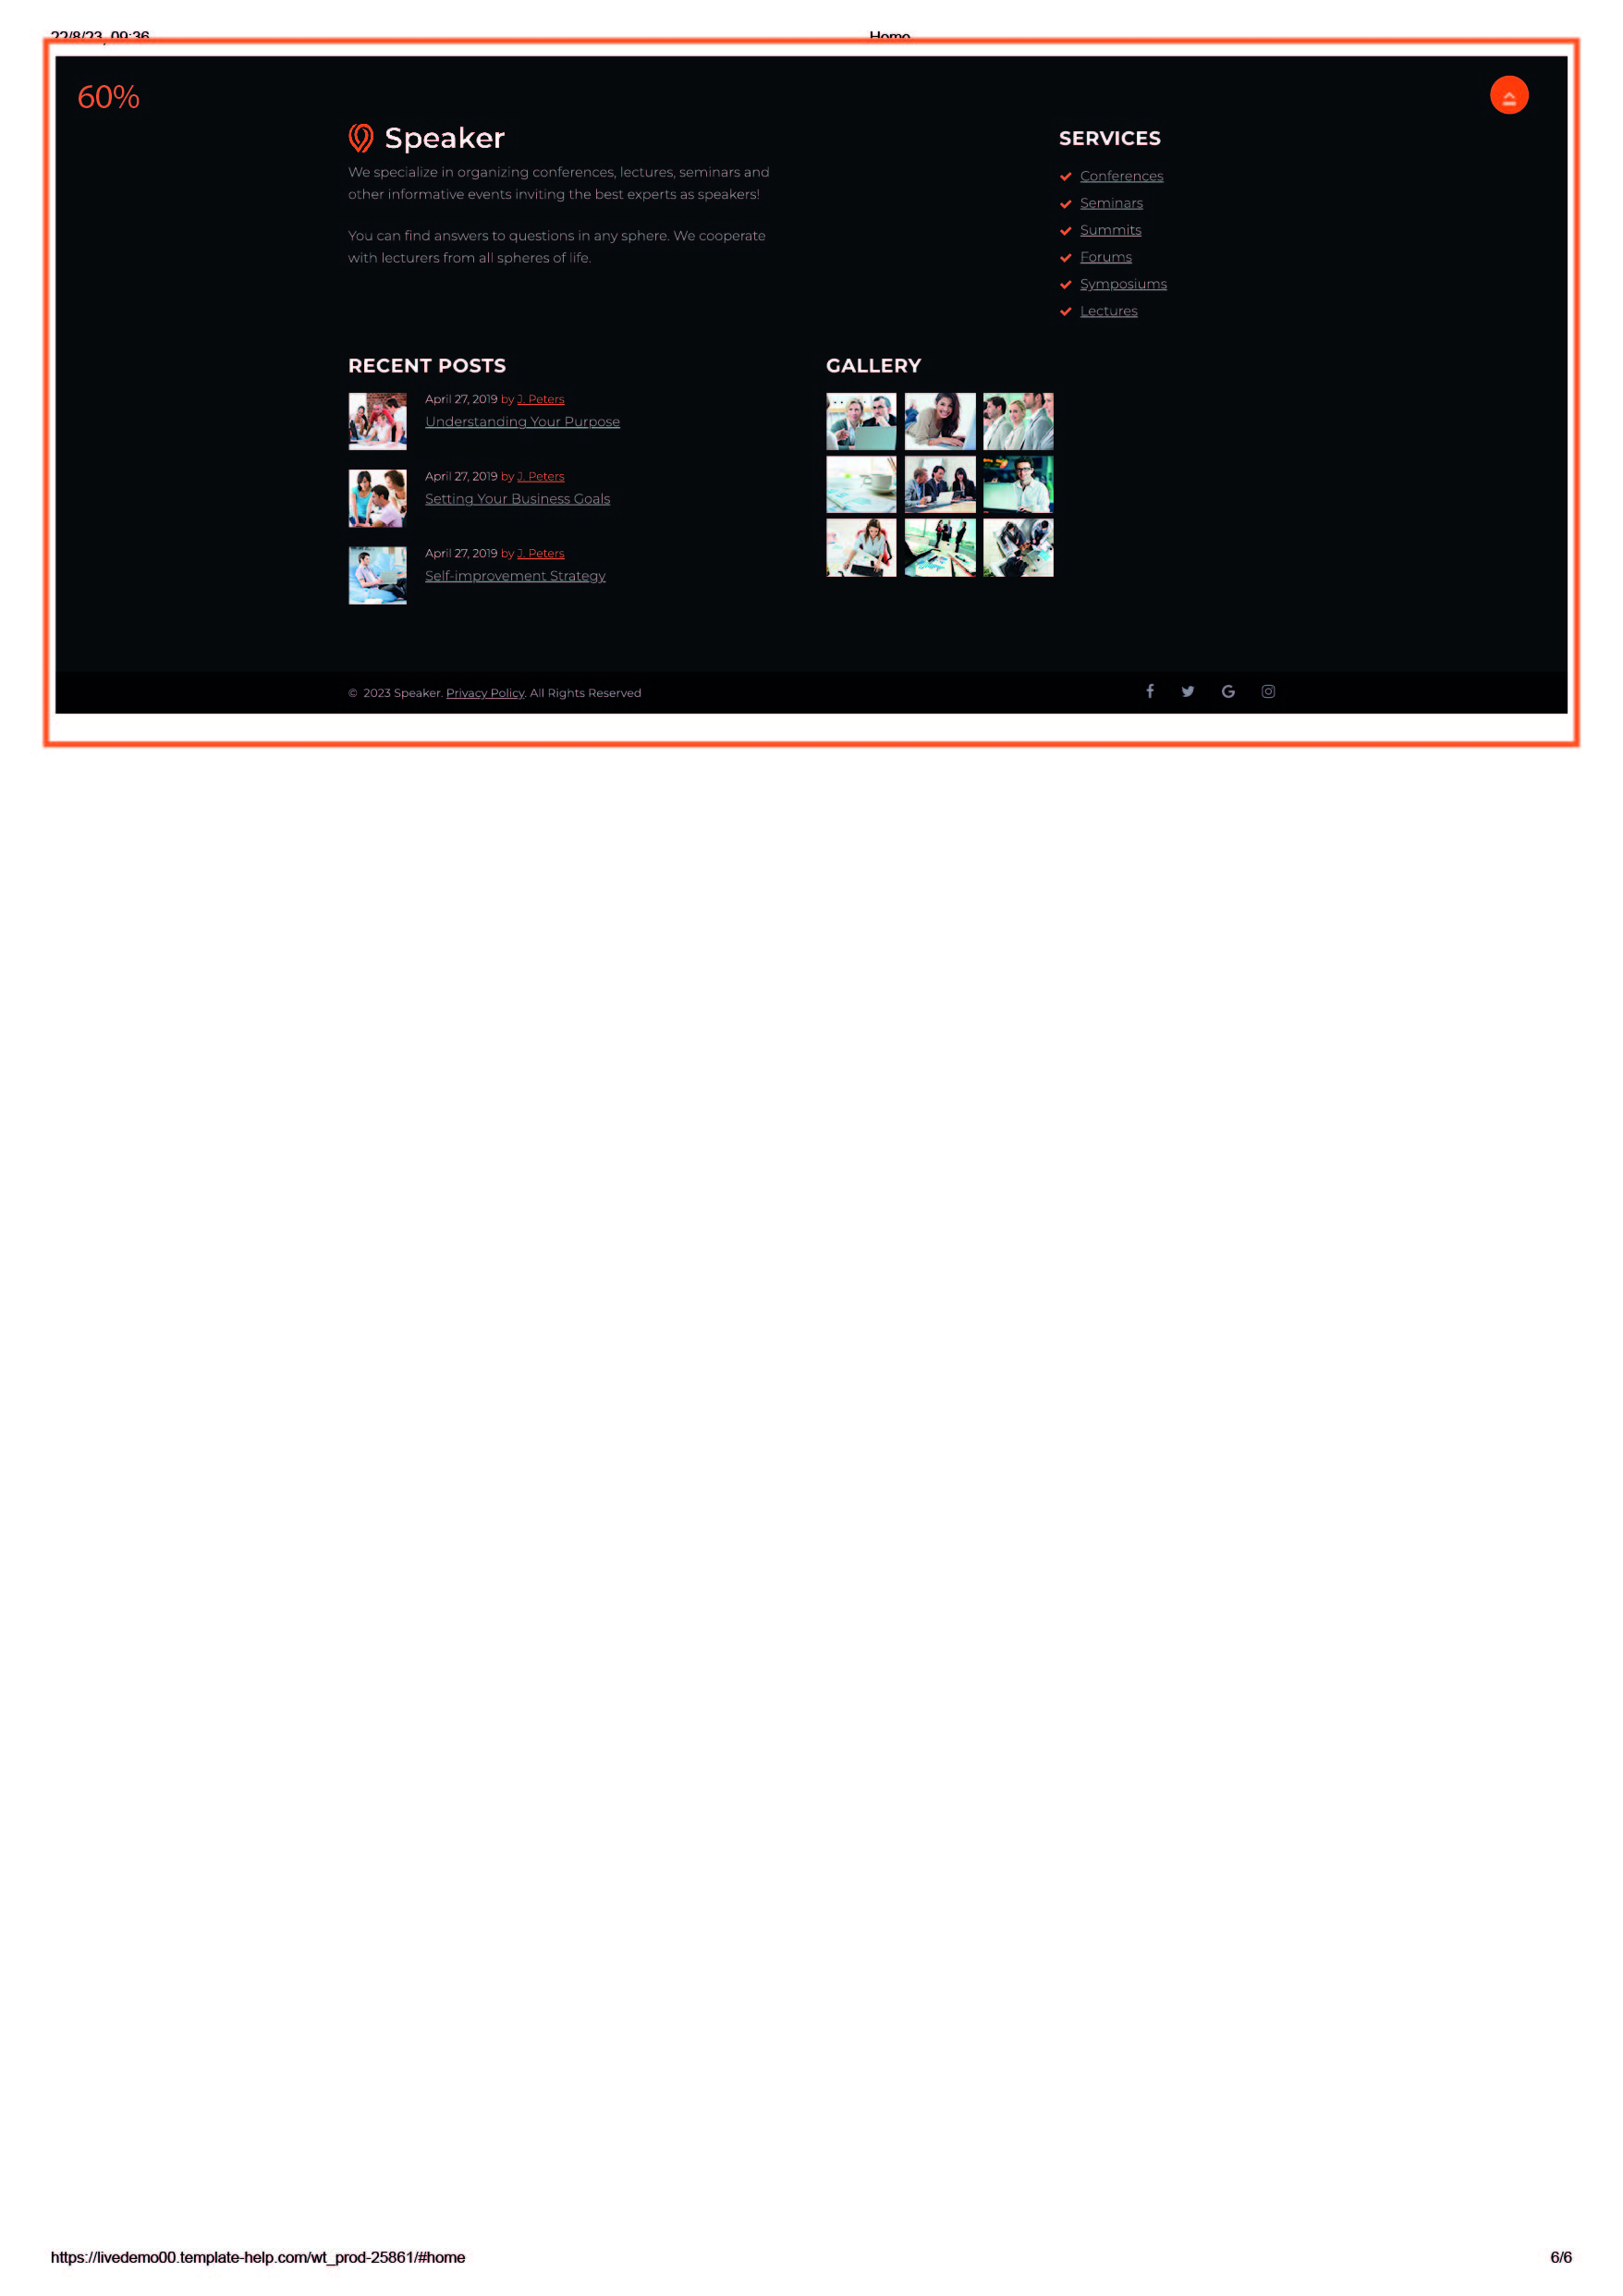 22/8/23, 09:36
Home
60%
Speaker
We specialize in organizing conferences, lectures, seminars and
other informative events inviting the best experts as speakers!
You can find answers to questions in any sphere. We cooperate
with lecturers from all spheres of life.
SERVICES
Conferences
Seminars
Summits
Forums
Symposiums
Lectures
RECENT POSTS
April 27, 2019 by J. Peters
Understanding Your Purpose
April 27, 2019 by J. Peters
Setting Your Business Goals
April 27, 2019 by J. Peters
Self-improvement Strategy
GALLERY
© 2023 Speaker. Privacy Policy. All Rights Reserved
https://livedemo00.template-help.com/wt_prod-25861/#home
6/6